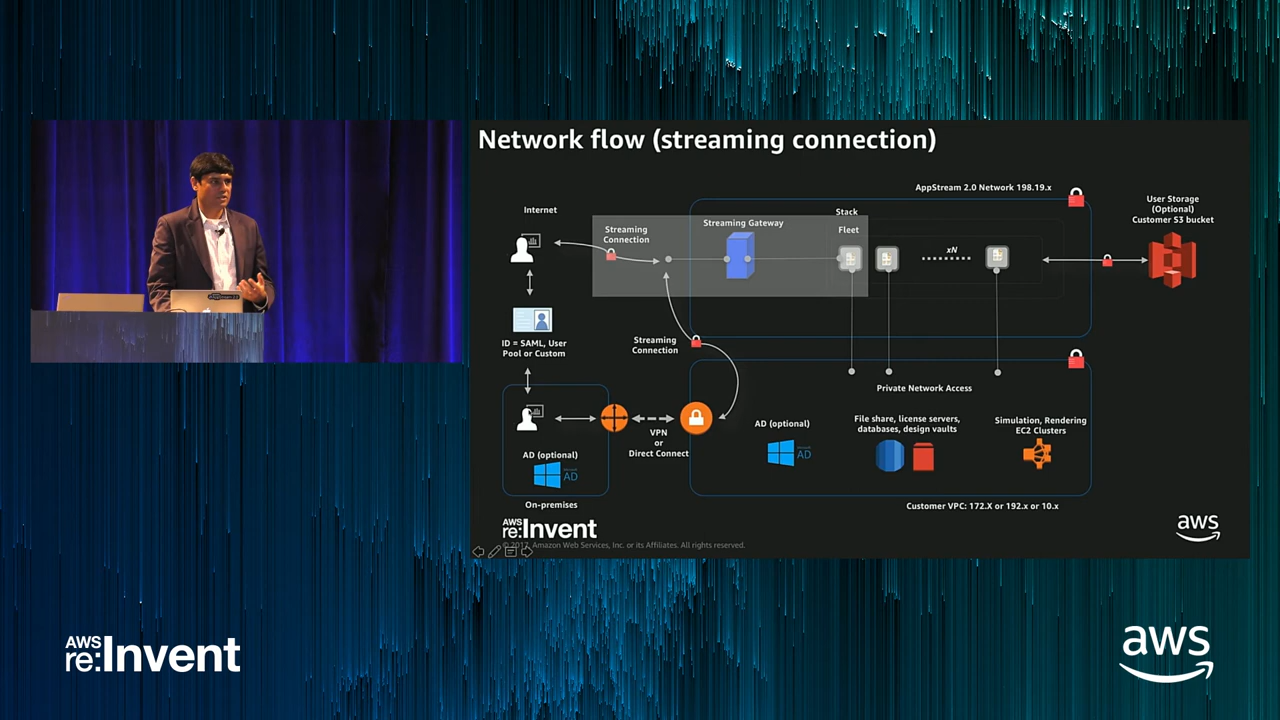 Network flow (streaming connection)
AppStream 2.0 Network 198.19.x
User Storage
(Optional)
Customer S3 bucket
Internet
Stack
Streaming Gateway
Streaming
Connection
Fleet
xN
ID = SAML, User
Pool or Custom
Streaming
Connection
Private Network Access
AD (optional)
File share, license servers,
databases, design vaults
Simulation, Rendering
EC2 Clusters
VPN
or
Direct Connect
AD
AD (optional)
AD
On-premises
Customer VPC: 172.X or 192.x or 10.x
AWS
re:Invent
aws
© 2017, Amazon Web Services, Inc. or its Affiliates. All rights reserved.
AWS
re:Invent
aws